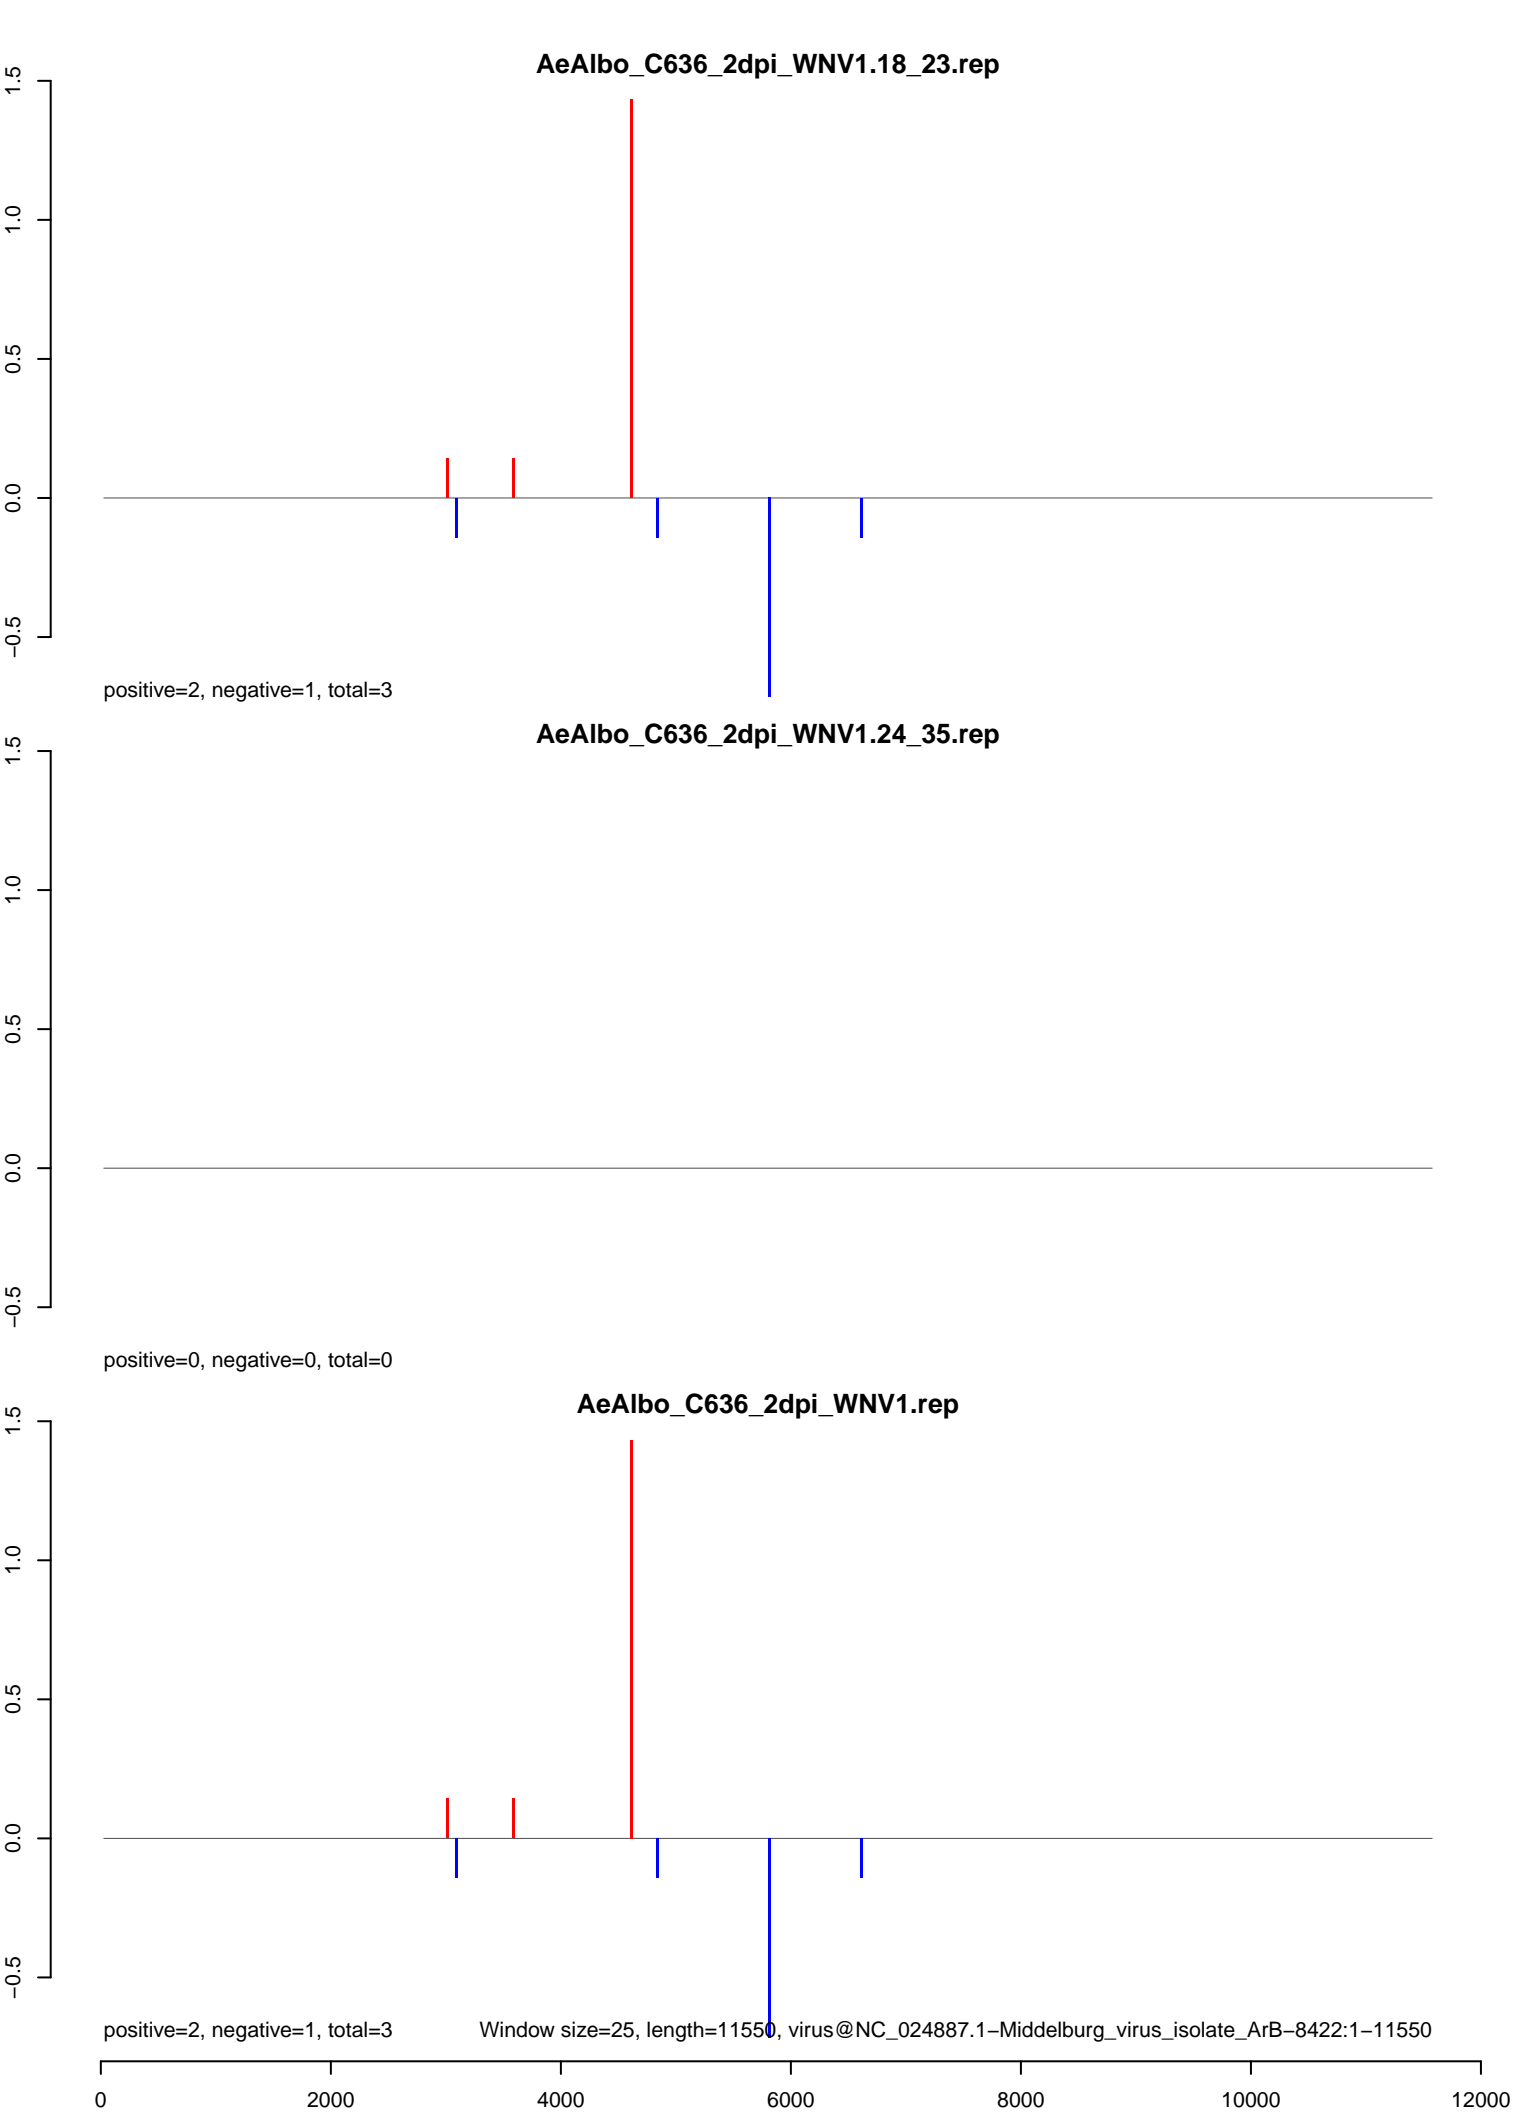 AeAlbo_C636_2dpi_WNV1.18_23.rep
1.5
1.0
0.5
0.0
−0.5
positive=2, negative=1, total=3
AeAlbo_C636_2dpi_WNV1.24_35.rep
1.5
1.0
0.5
0.0
−0.5
positive=0, negative=0, total=0
AeAlbo_C636_2dpi_WNV1.rep
1.5
1.0
0.5
0.0
−0.5
positive=2, negative=1, total=3 Window size=25, length=11550, virus@NC_024887.1−Middelburg_virus_isolate_ArB−8422:1−11550
0 2000 4000 6000 8000 10000 12000